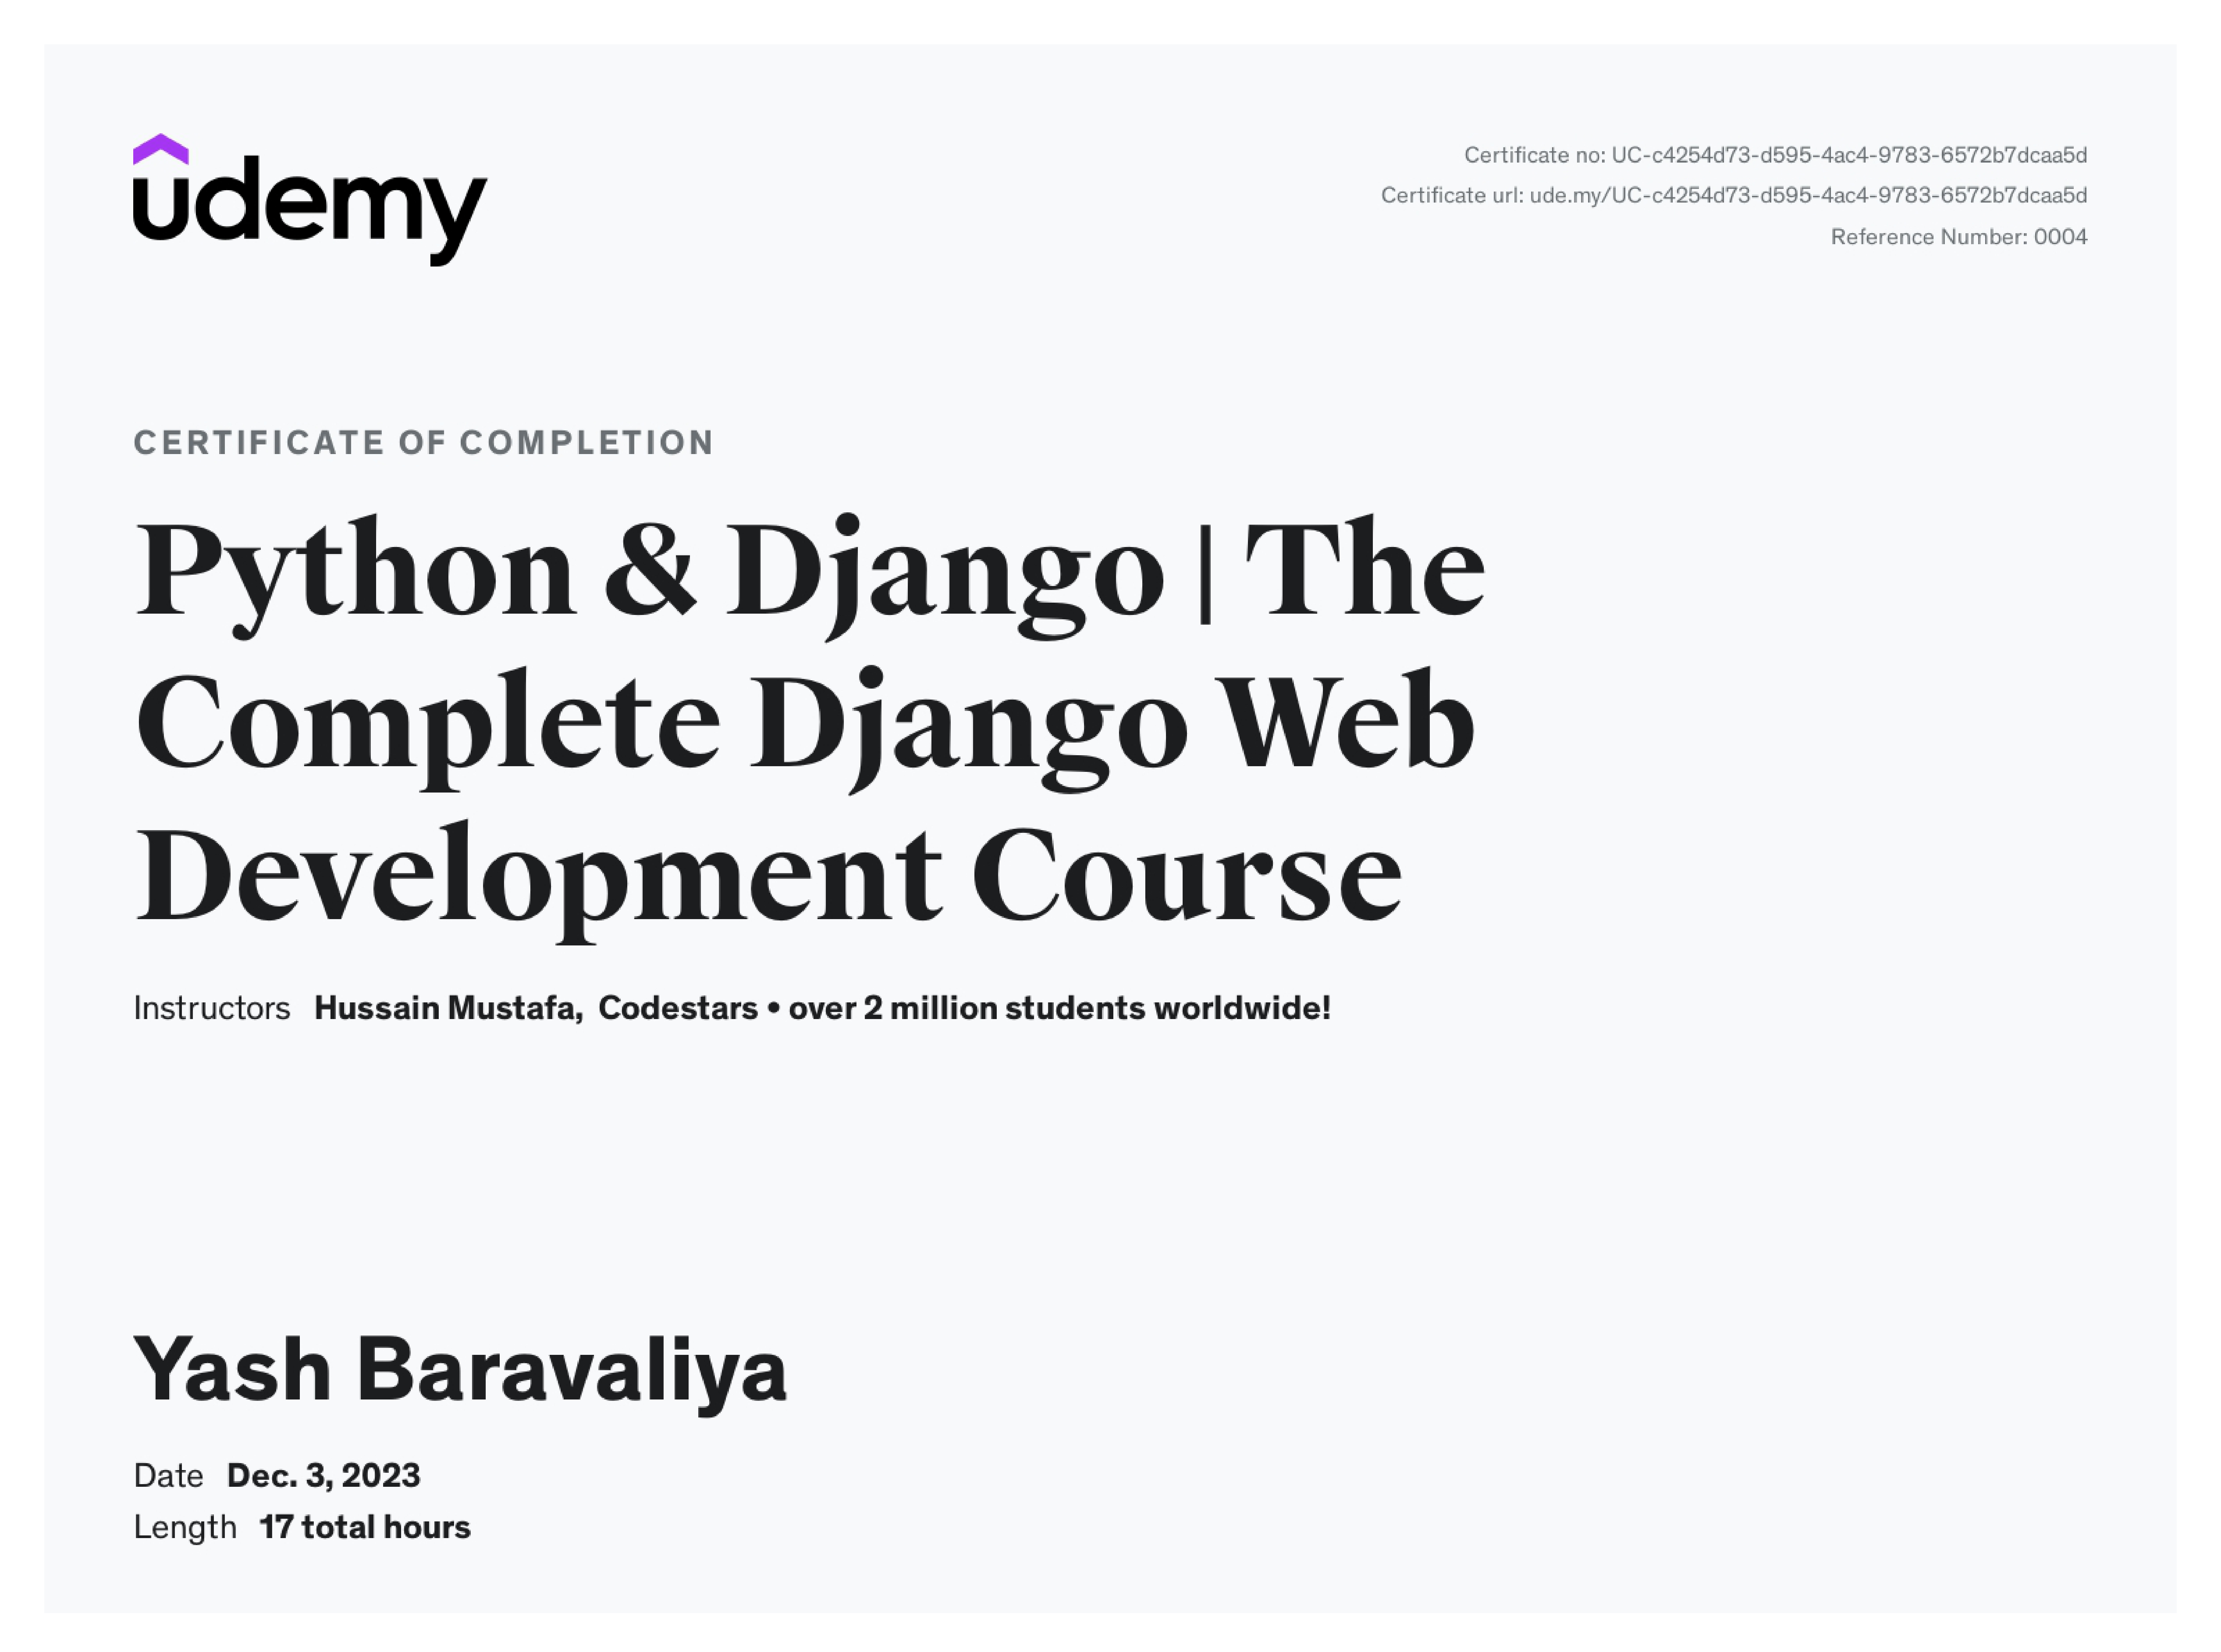 udemy
Certificate no: UC-c4254d73-d595-4ac4-9783-6572b7dcaa5d
Certificate url: ude.my/UC-c4254d73-d595-4ac4-9783-6572b7dcaa5d
Reference Number: 0004
CERTIFICATE OF COMPLETION
Python & Django | The
Complete Django Web
Development Course
Instructors Hussain Mustafa, Codestars • over 2 million students worldwide!
Yash Baravaliya
Date Dec. 3, 2023
Length 17 total hours